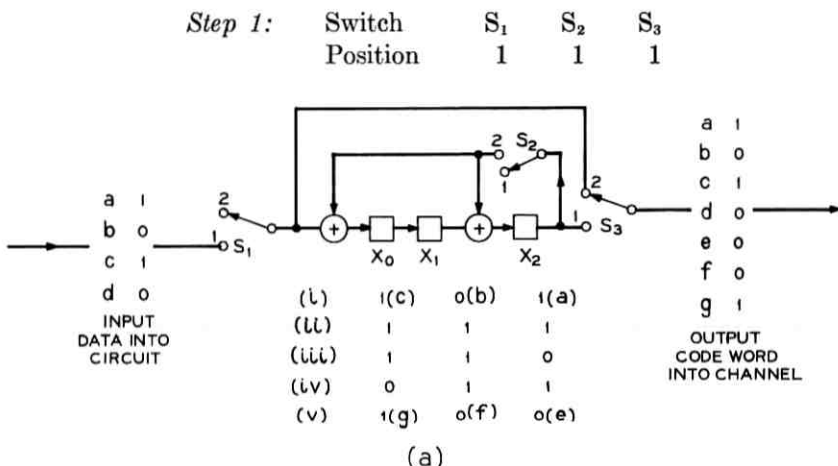 Step 1: Switch S₁ S₂ S₃
Position 1 1 1
2 S₂
1
a 1
b 0
c 1
d 0
e 0
f 0
g 1
2
2
a 1
b 0
c 1
d 0
1 S₁
+ +
1 S₃
X₀ X₁ X₂
INPUT
DATA INTO
CIRCUIT
(i) 1(c) 0(b) 1(a)
(ii) 1 1 1
(iii) 1 1 0
(iv) 0 1 1
(v) 1(g) 0(f) 0(e)
OUTPUT
CODE WORD
INTO CHANNEL
(a)